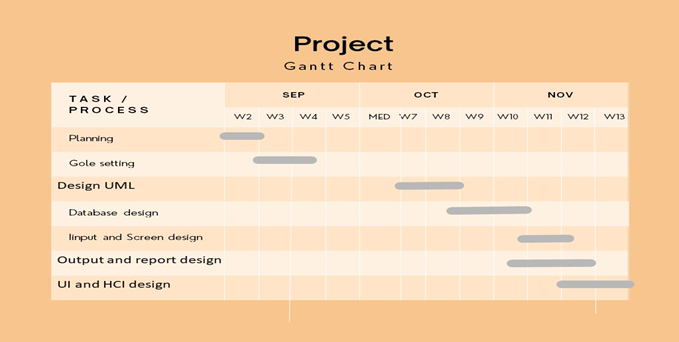 Project
Gantt Chart
TASK /
PROCESS
SEP OCT NOV
W2 W3 W4 W5 MED W7 W8 W9 W10 W11 W12 W13
Planning
Gole setting
Design UML
Database design
Iinput and Screen design
Output and report design
UI and HCI design